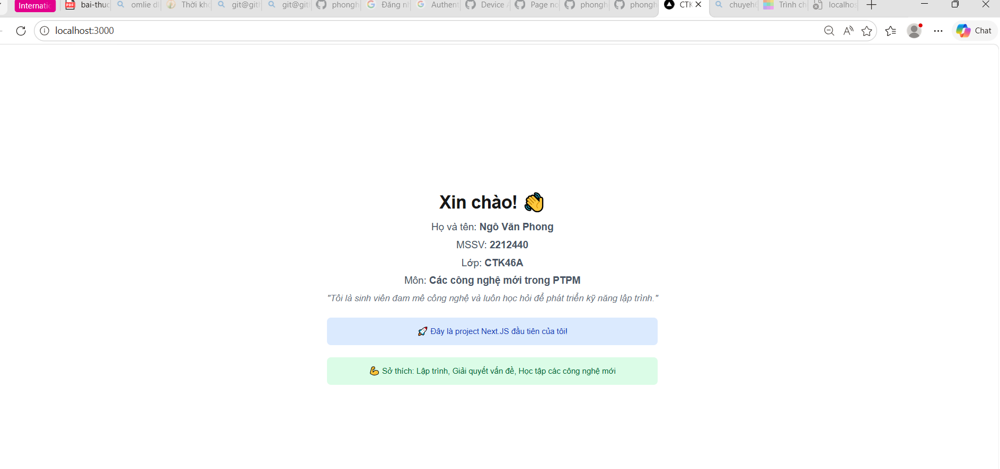 Internati
bai-thuc
omlie d
Thời kh
git@git
git@git
phongh
Đăng n
Authent
Device
Page no
phongh
phongh
CTK
chuyeh
Trình ch
localhos
localhost:3000
Chat
Xin chào! 👋
Họ và tên: Ngô Văn Phong
MSSV: 2212440
Lớp: CTK46A
Môn: Các công nghệ mới trong PTPM
"Tôi là sinh viên đam mê công nghệ và luôn học hỏi để phát triển kỹ năng lập trình."
🚀 Đây là project Next.JS đầu tiên của tôi!
💪 Sở thích: Lập trình, Giải quyết vấn đề, Học tập các công nghệ mới